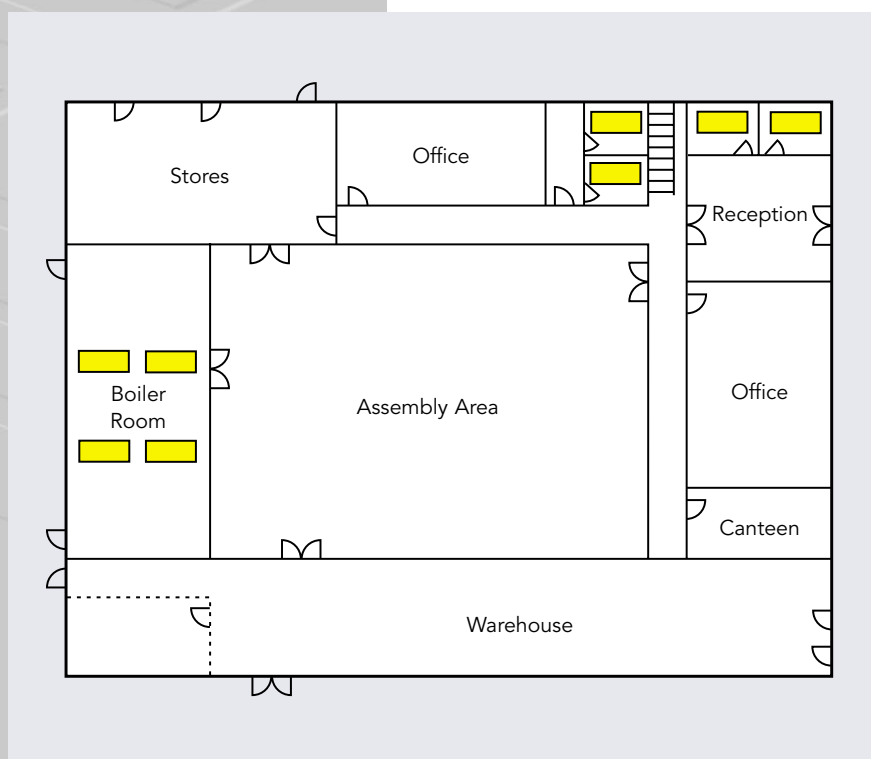 Office
Stores
Reception
Office
Boiler
Room
Assembly Area
Canteen
Warehouse